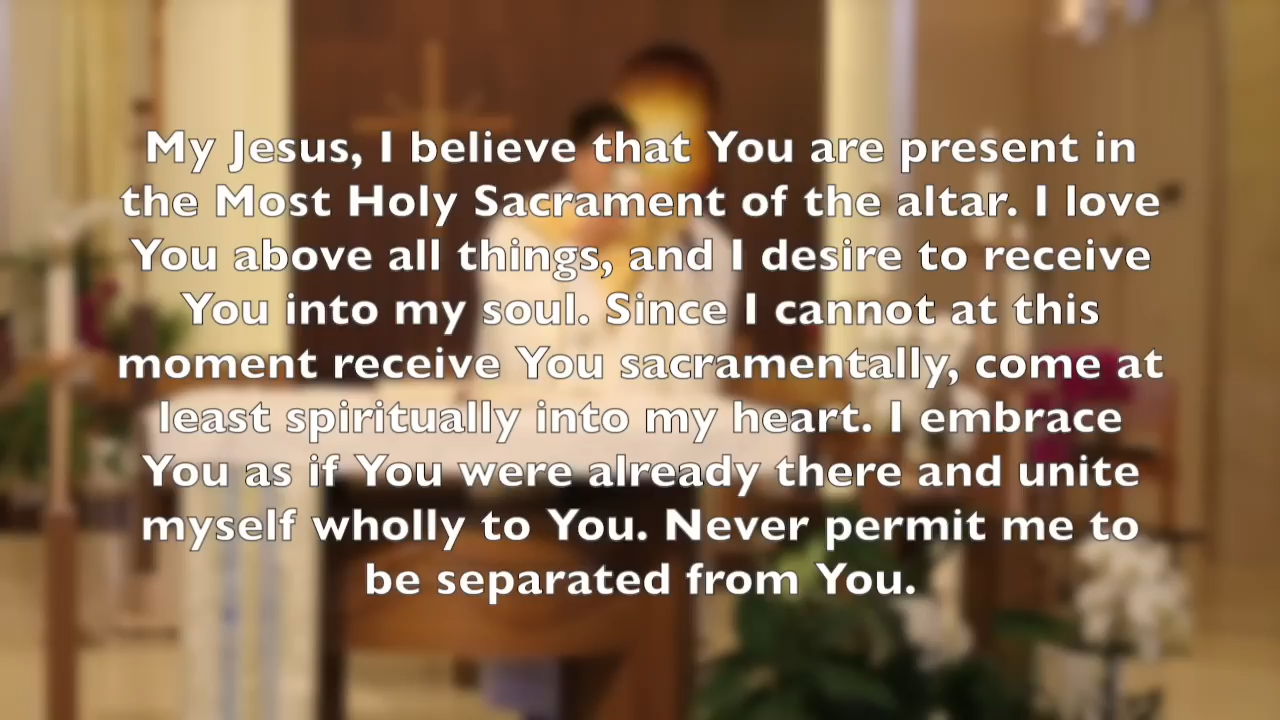 My Jesus, I believe that You are present in
the Most Holy Sacrament of the altar. I love
You above all things, and I desire to receive
You into my soul. Since I cannot at this
moment receive You sacramentally, come at
least spiritually into my heart. I embrace
You as if You were already there and unite
myself wholly to You. Never permit me to
be separated from You.